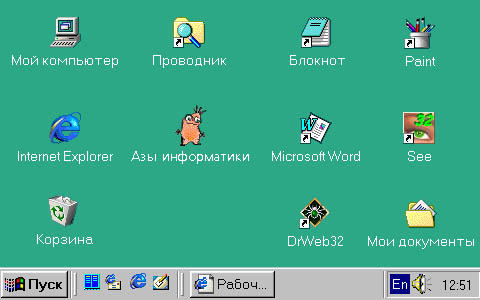 Мой компьютер
Проводник
Блокнот
Paint
Internet Explorer
Азы информатики
Microsoft Word
See
Корзина
DrWeb32
Мои документы
Пуск
Рабоч...
En
12:51